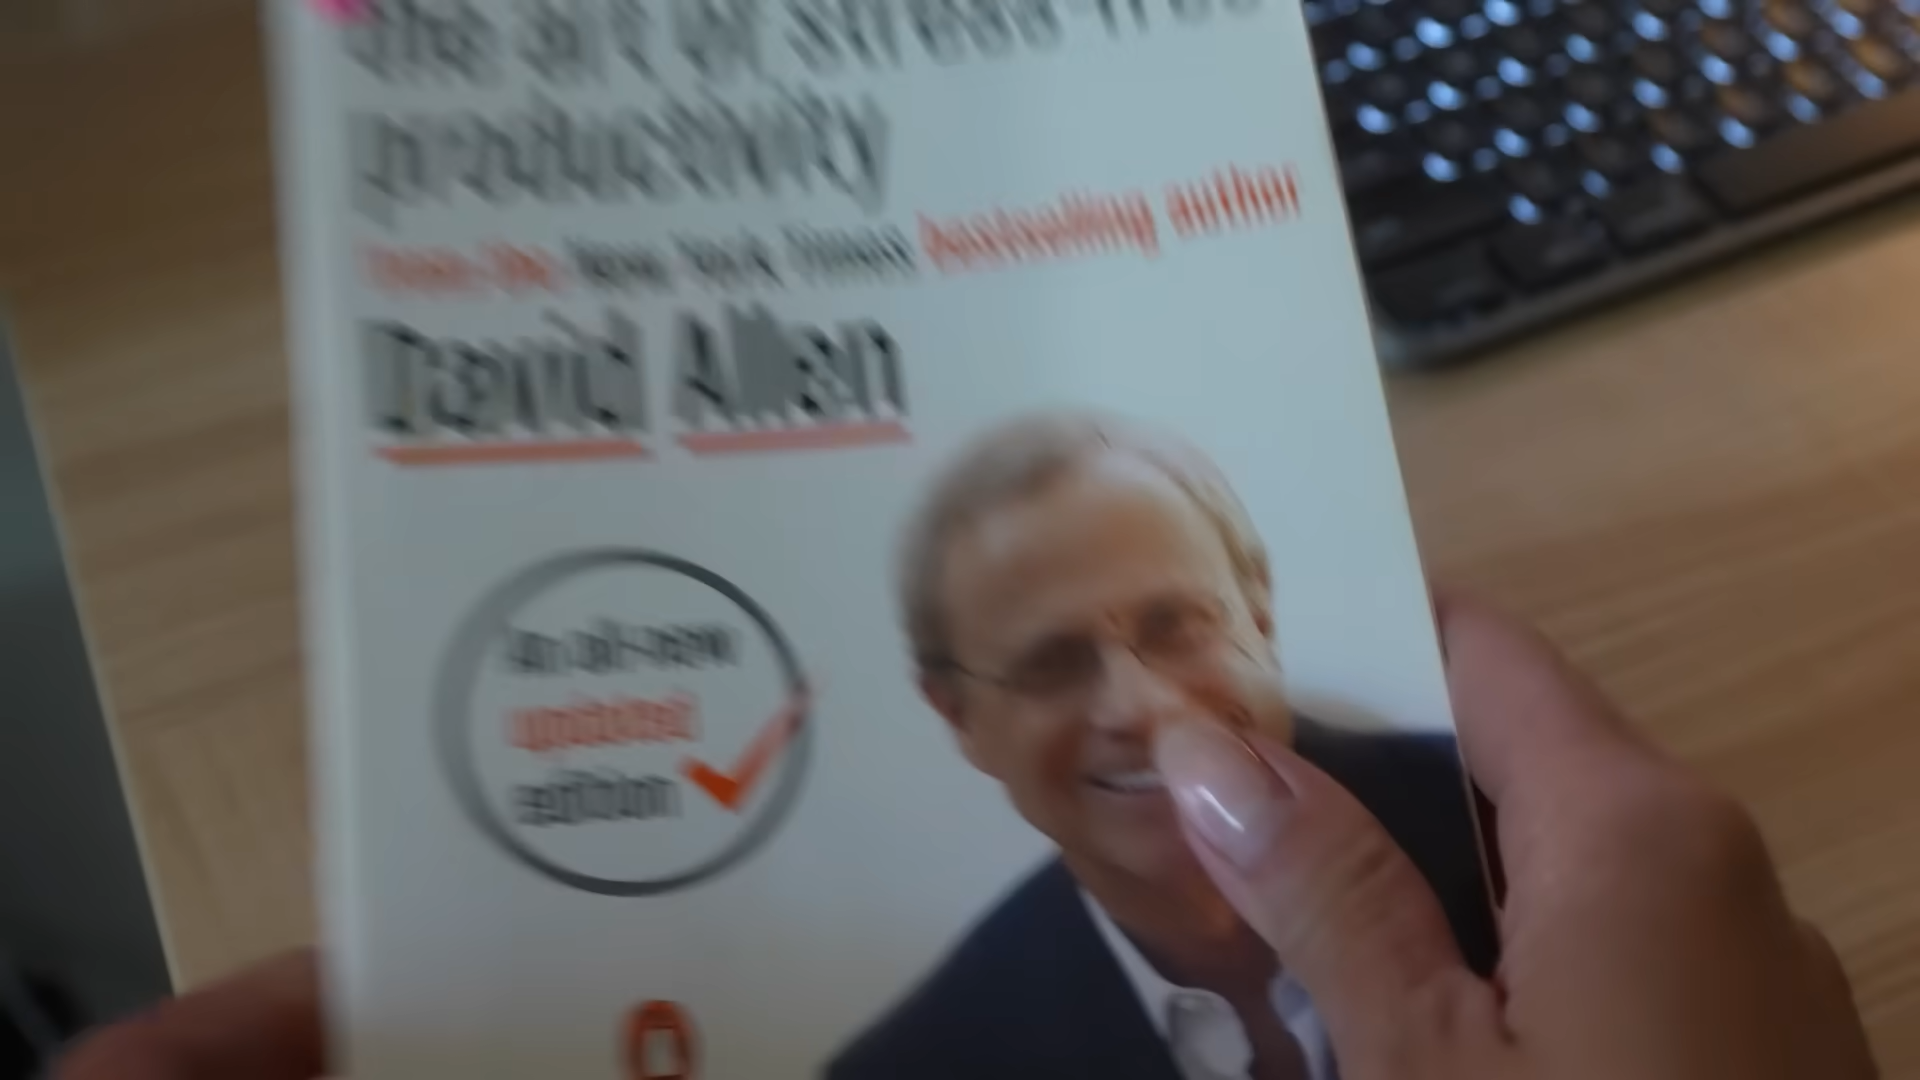 the art of stress-free
productivity
from the New York Times bestselling author
David Allen
an all-new
updated
edition